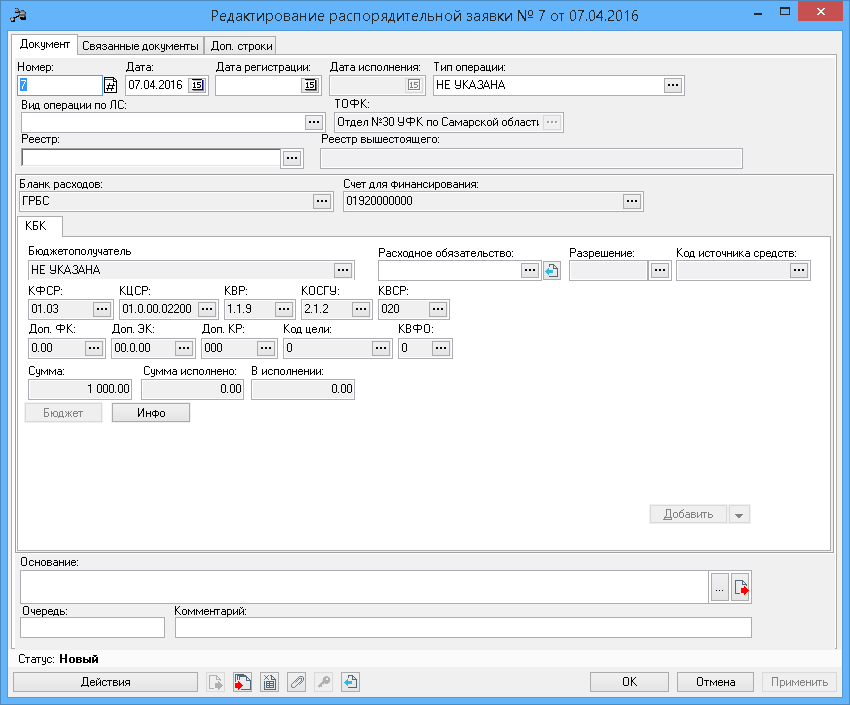 Редактирование распорядительной заявки № 7 от 07.04.2016
Документ Связанные документы Доп. строки
Номер: Дата: Дата регистрации: Дата исполнения: Тип операции:
7 # 07.04.2016 15 15 15 НЕ УКАЗАНА ...
Вид операции по ЛС: ТОФК:
... Отдел №30 УФК по Самарской области ...
Реестр: Реестр вышестоящего:
...
Бланк расходов: Счет для финансирования:
ГРБС ... 01920000000 ...
КБК
Бюджетополучатель Расходное обязательство: Разрешение: Код источника средств:
НЕ УКАЗАНА ... ... ... ...
КФСР: КЦСР: КВР: КОСГУ: КВСР:
01.03 ... 01.0.00.02200 ... 1.1.9 ... 2.1.2 ... 020 ...
Доп. ФК: Доп. ЭК: Доп. КР: Код цели: КВФО:
0.00 ... 00.0.00 ... 000 ... 0 ... 0 ...
Сумма: Сумма исполнено: В исполнении:
1 000.00 0.00 0.00
Бюджет Инфо
Добавить
Основание:
...
Очередь: Комментарий:
Статус: Новый
Действия OK Отмена Применить